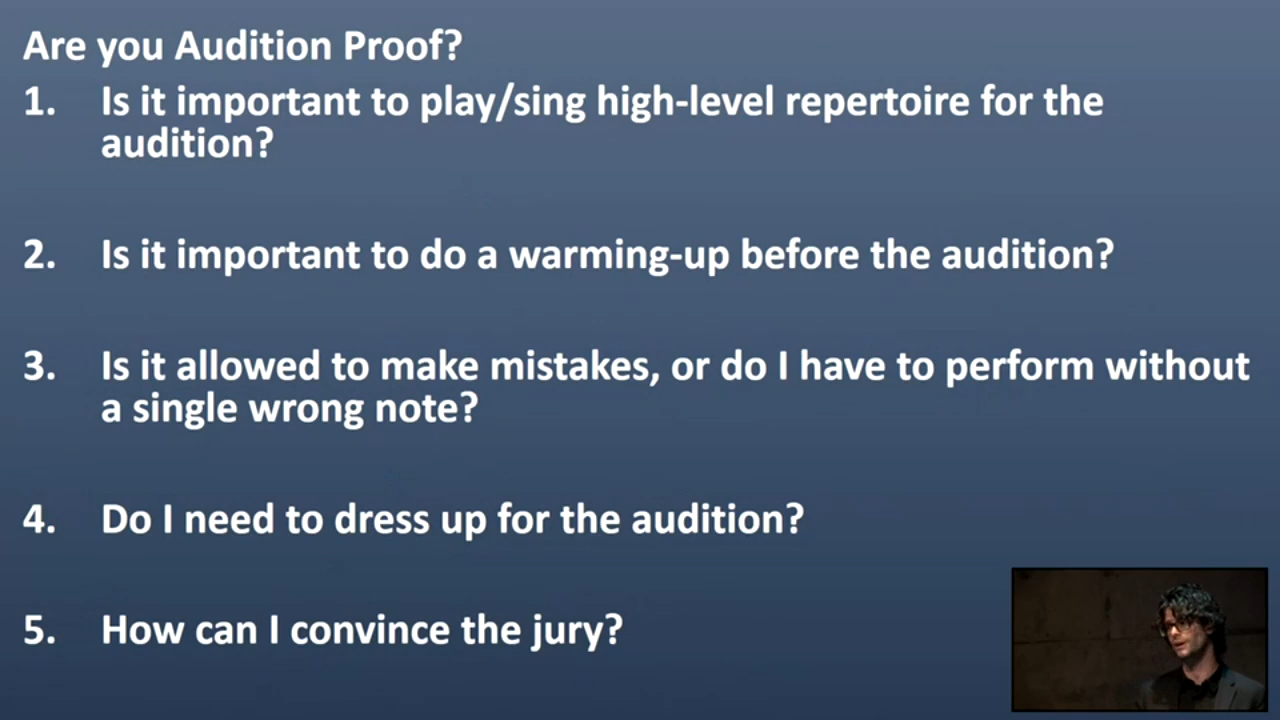 Are you Audition Proof?
1. Is it important to play/sing high-level repertoire for the
audition?
2. Is it important to do a warming-up before the audition?
3. Is it allowed to make mistakes, or do I have to perform without
a single wrong note?
4. Do I need to dress up for the audition?
5. How can I convince the jury?